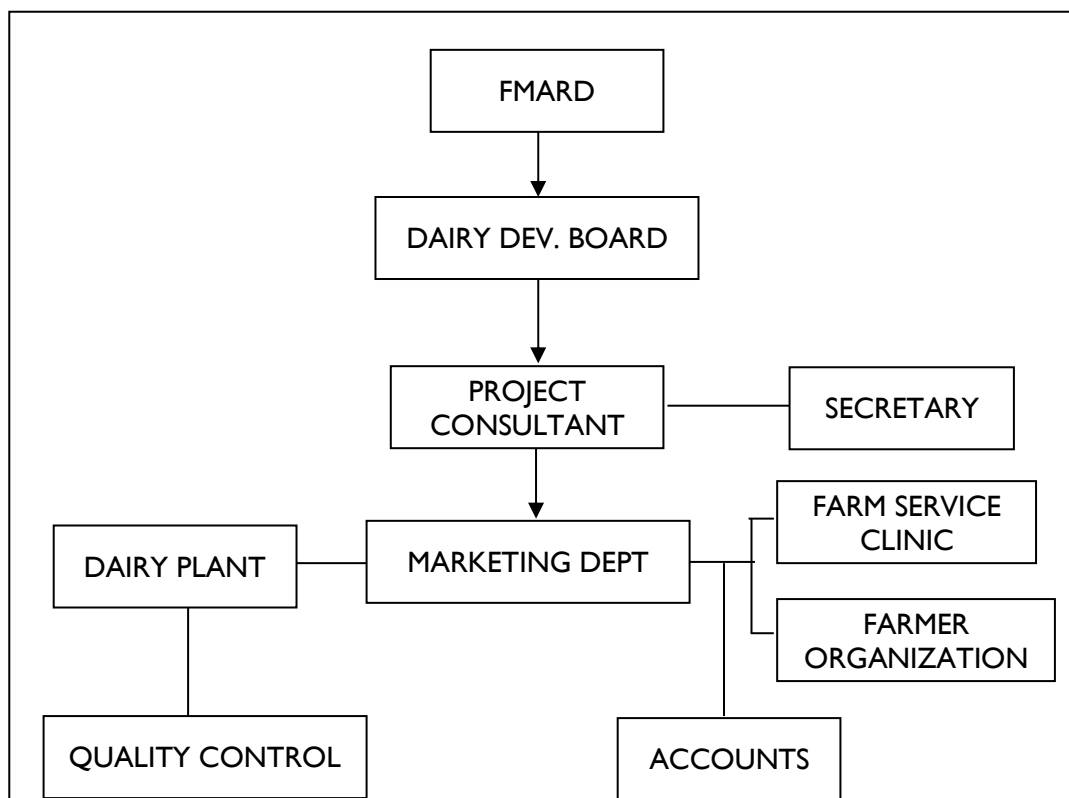 FMARD
DAIRY DEV. BOARD
PROJECT
CONSULTANT
SECRETARY
FARM SERVICE
CLINIC
DAIRY PLANT
MARKETING DEPT
FARMER
ORGANIZATION
QUALITY CONTROL
ACCOUNTS